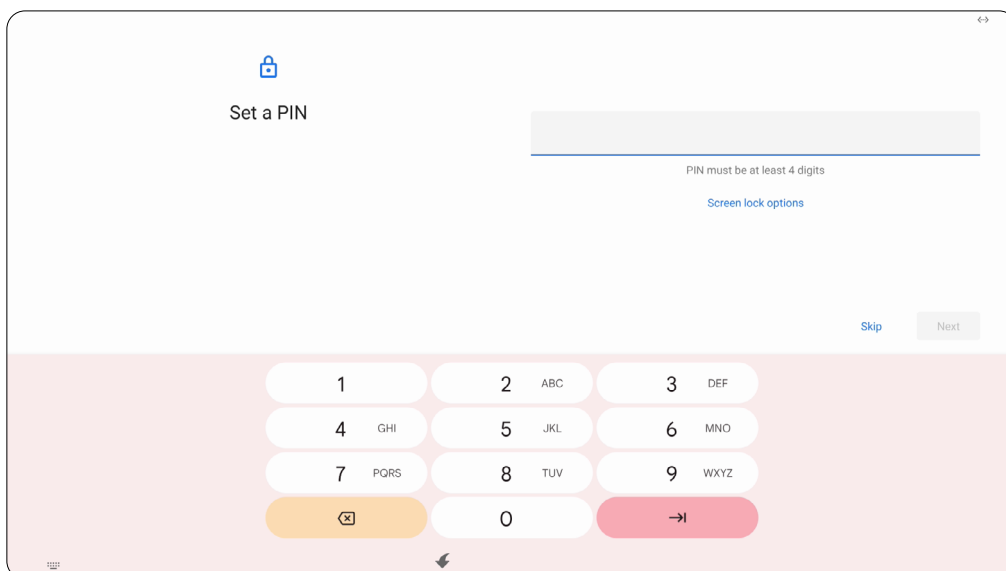 Set a PIN
PIN must be at least 4 digits
Screen lock options
Skip Next
1 2 ABC 3 DEF
4 GHI 5 JKL 6 MNO
7 PQRS 8 TUV 9 WXYZ
0